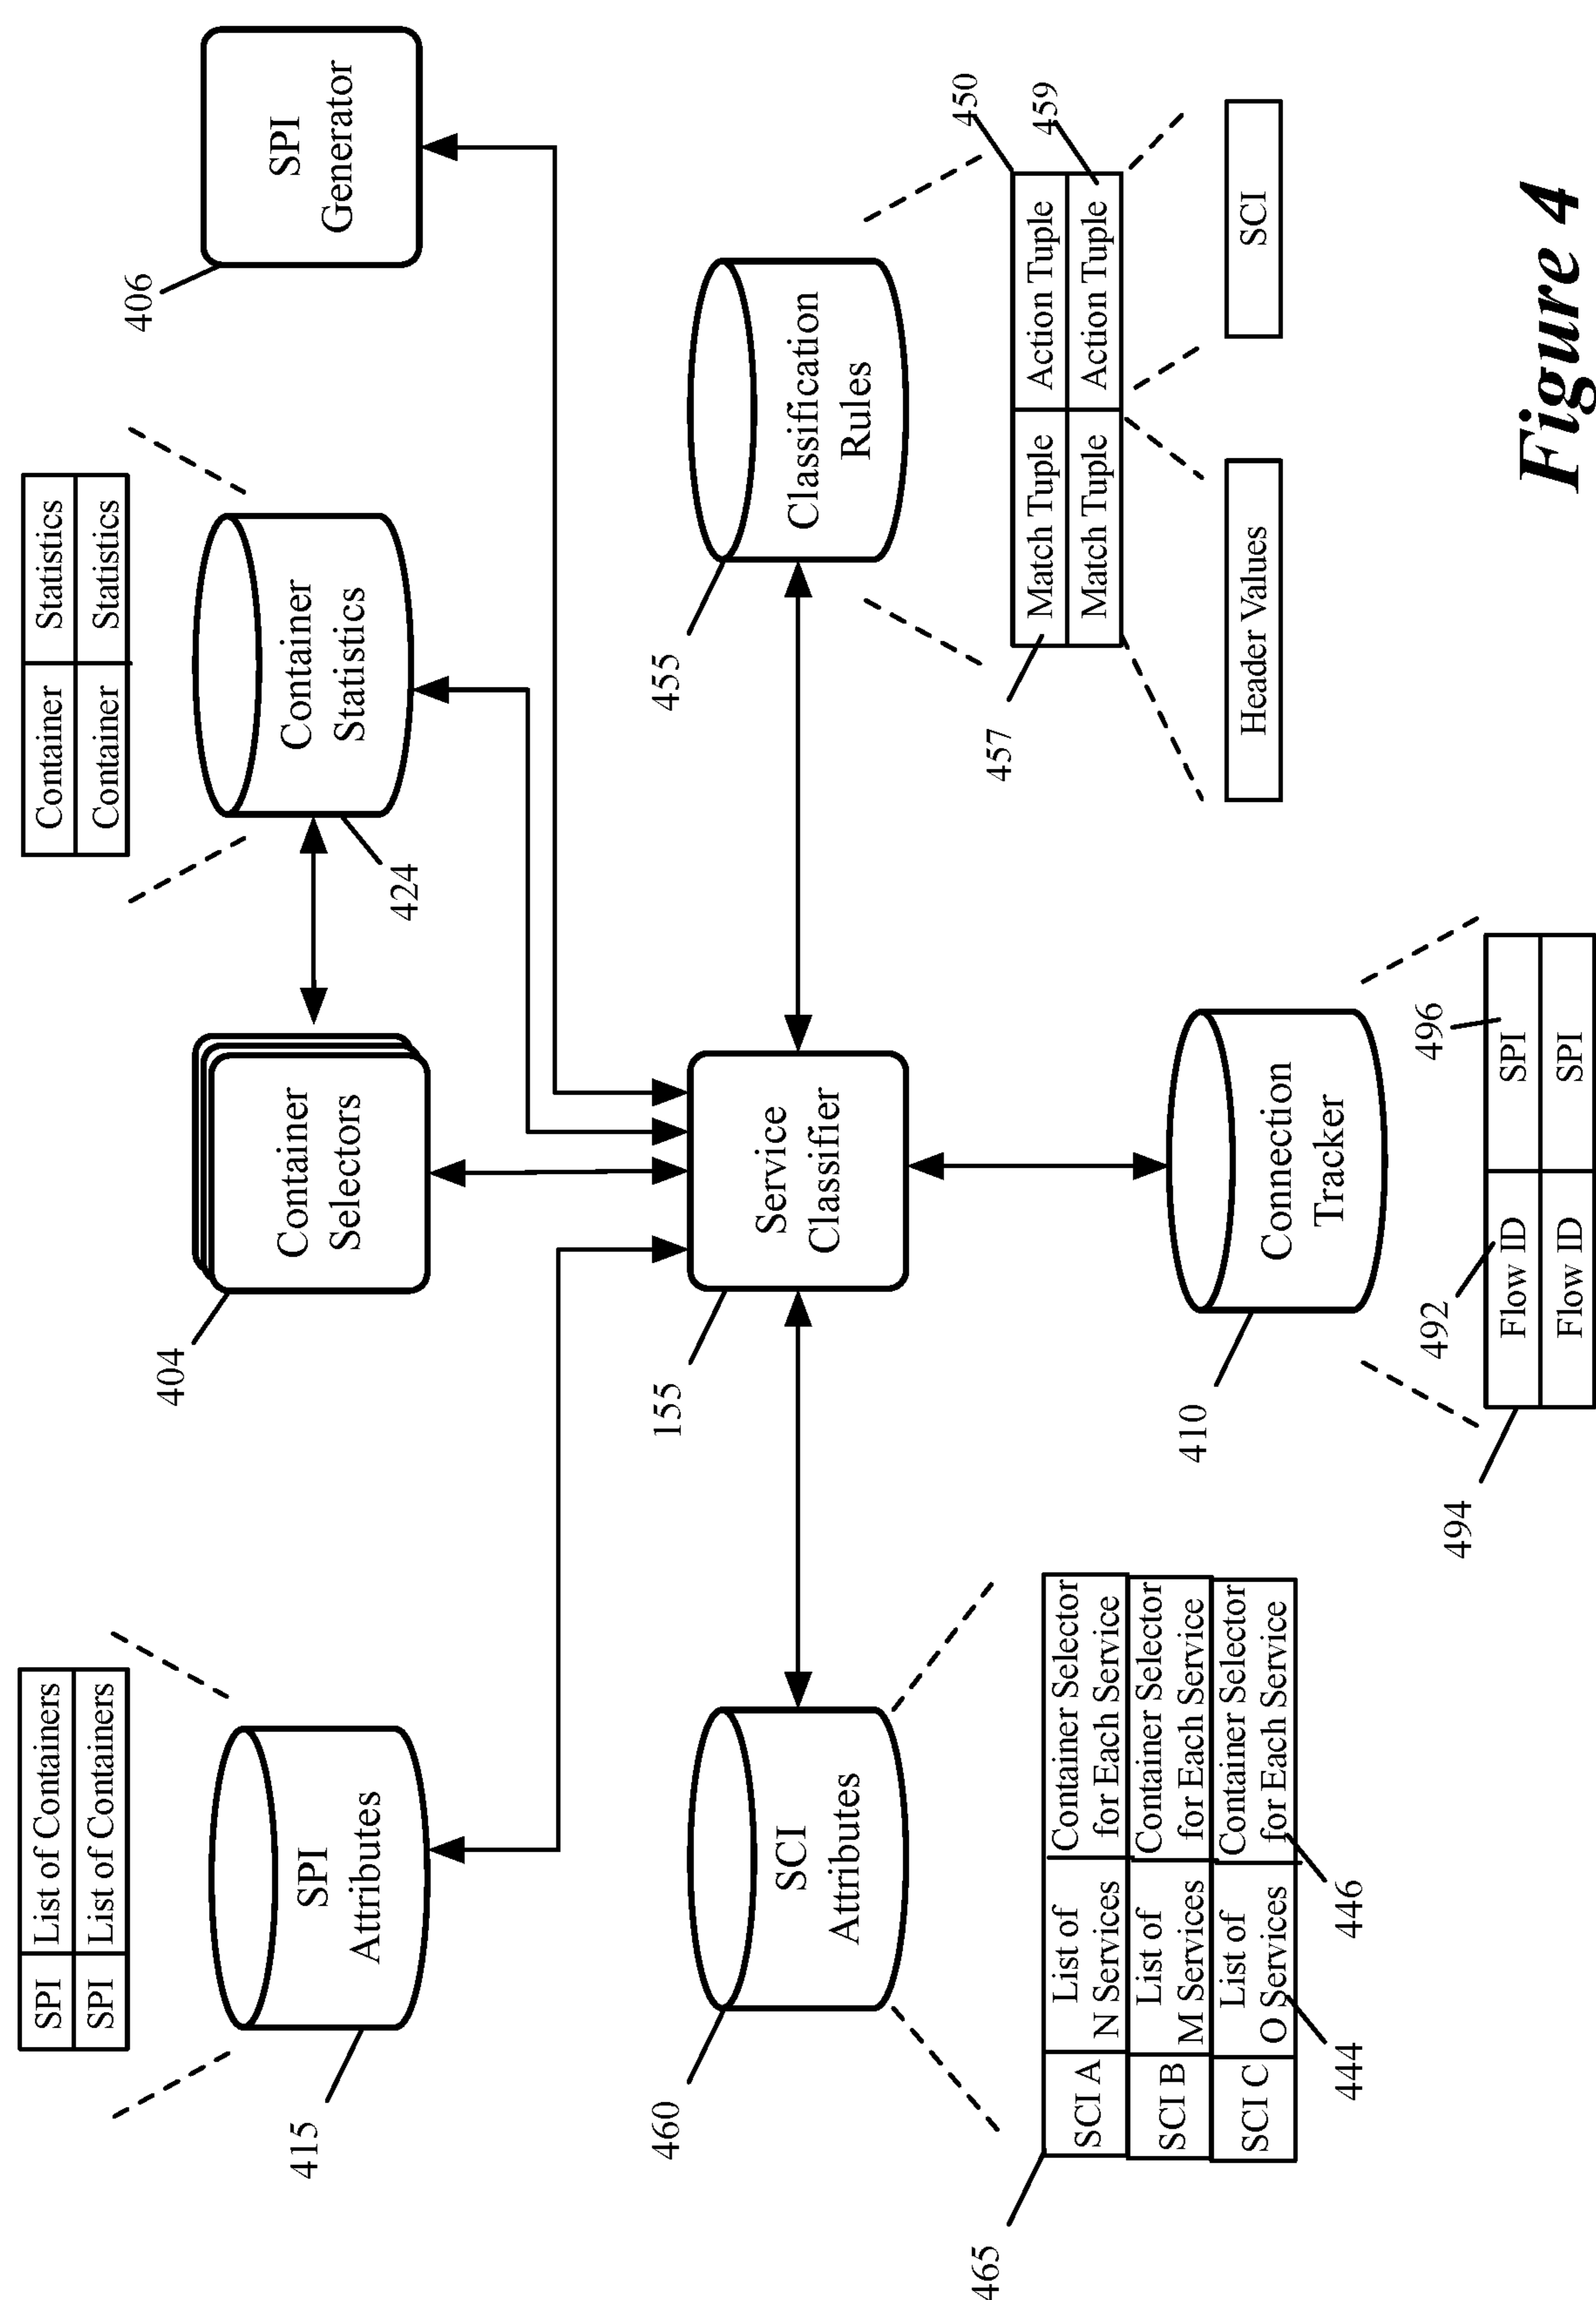 SPI List of Containers
SPI List of Containers
Container Statistics
Container Statistics
SPI
Attributes
415
Container
Selectors
404
Container
Statistics
424
SPI
Generator
406
SCI
Attributes
460
Service
Classifier
155
Classification
Rules
455
465
SCI A List of
N Services Container Selector
for Each Service
SCI B List of
M Services Container Selector
for Each Service
SCI C List of
O Services Container Selector
for Each Service
444
446
Connection
Tracker
410
494
492
496
Flow ID SPI
Flow ID SPI
450
457
459
Match Tuple Action Tuple
Match Tuple Action Tuple
Header Values
SCI
Figure 4